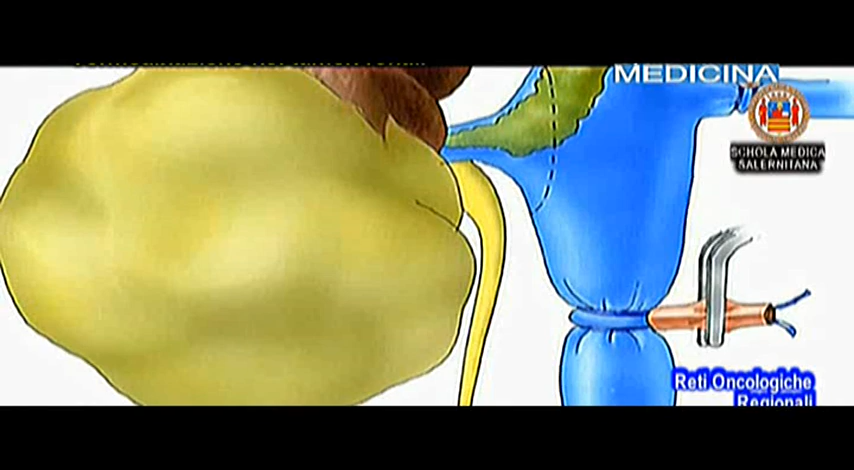 MEDICINA
SCHOLA MEDICA
SALERNITANA
Reti Oncologiche
Regionali